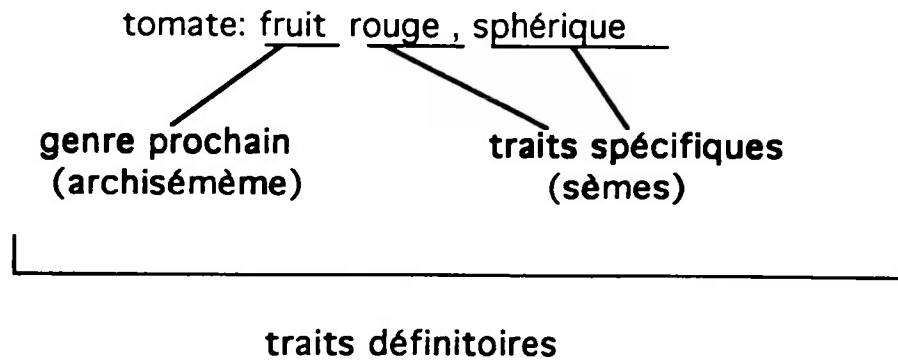 tomate: fruit rouge , sphérique
genre prochain
(archisémème)
traits spécifiques
(sèmes)
traits définitoires